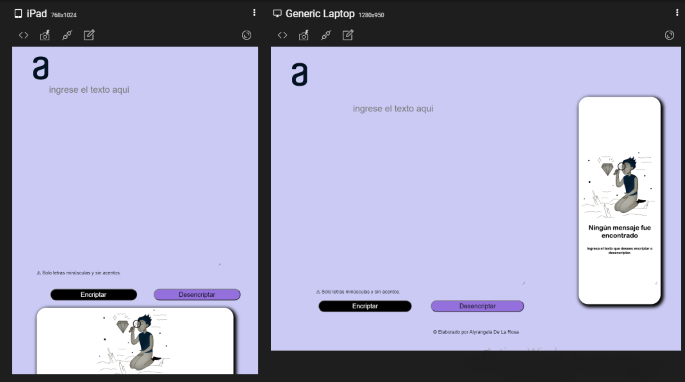 iPad 768x1024
a
ingrese el texto aqui
⚠ Solo letras minúsculas y sin acentos.
Encriptar
Desencriptar
Generic Laptop 1280x950
a
ingrese el texto aqui
Ningún mensaje fue
encontrado
Ingresa el texto que desees encriptar o
desencriptar
⚠ Solo letras minúsculas y sin acentos.
Encriptar
Desencriptar
© Elaborado por Alyrangela De La Rosa